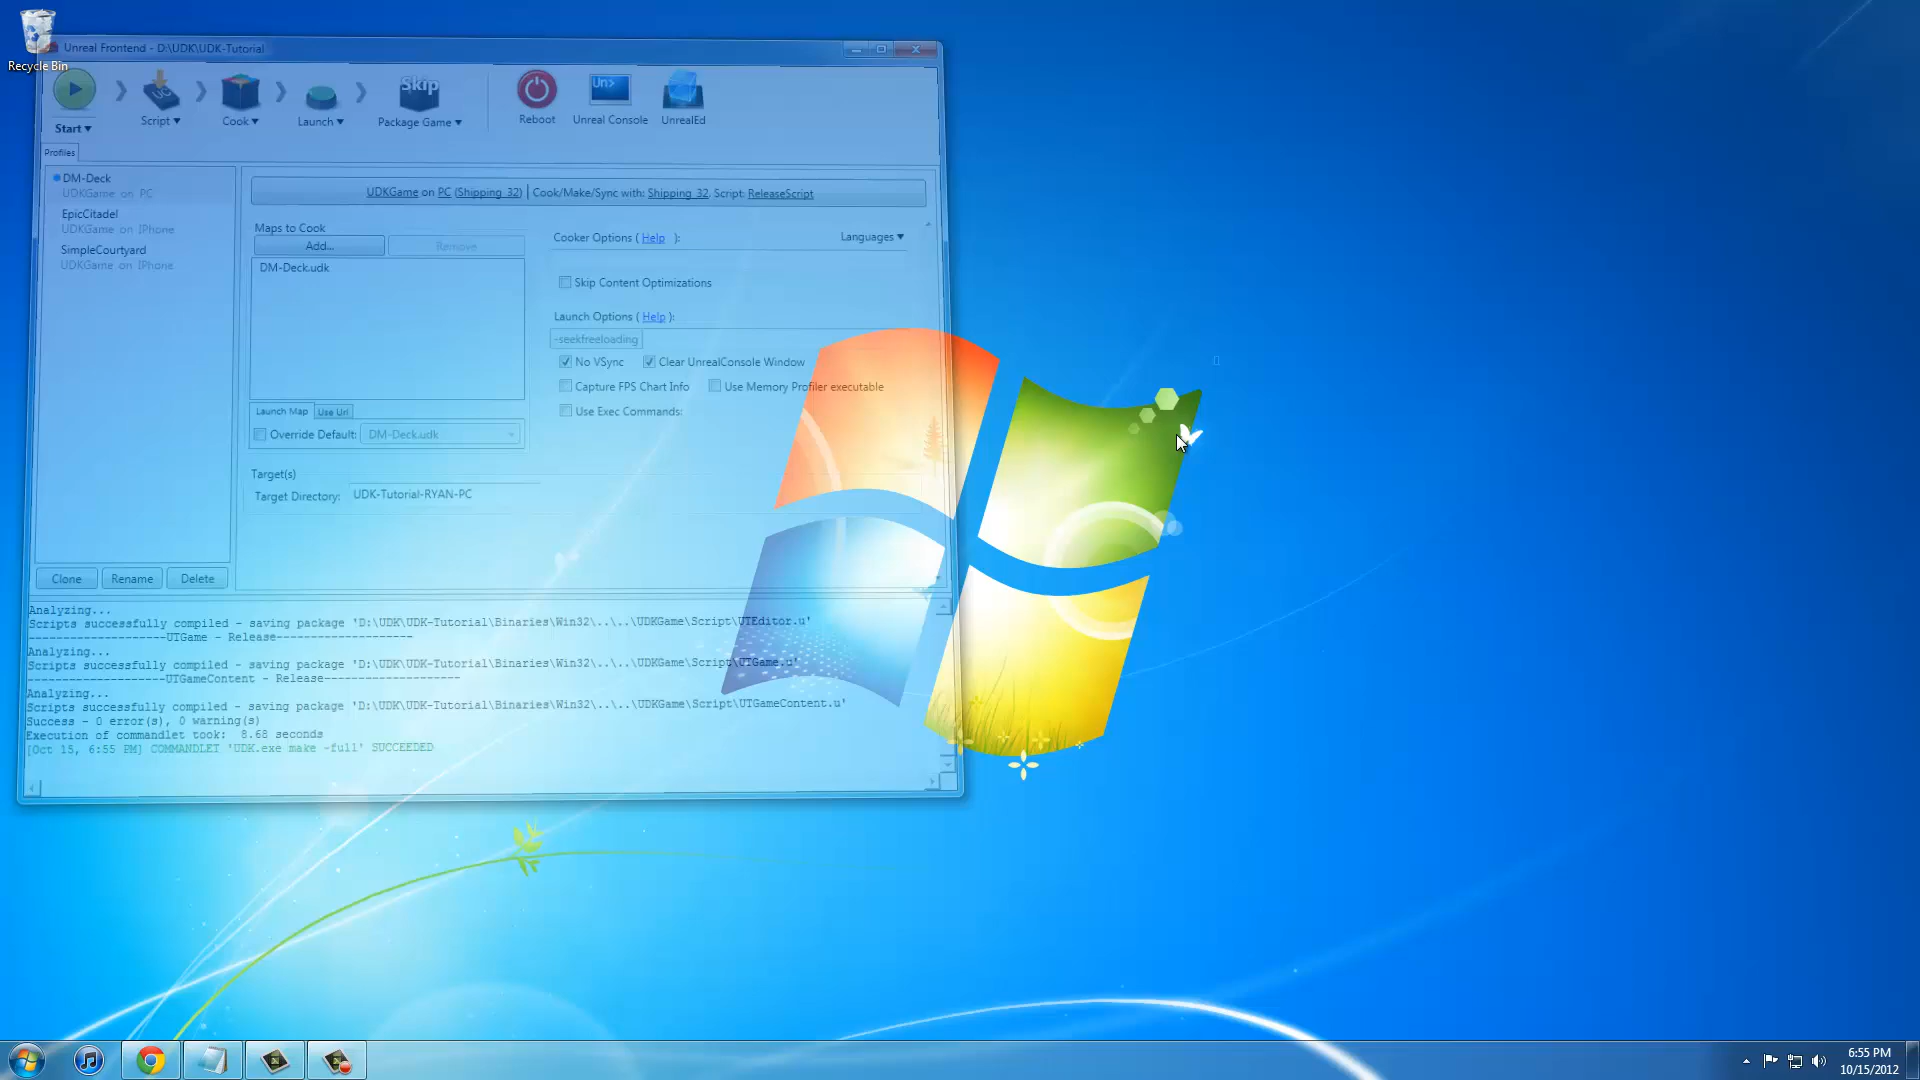 Recycle Bin
Unreal Frontend - D:\UDK\UDK-Tutorial
Start
Script
Cook
Launch
Skip
Package Game
Reboot
Un>
Unreal Console
UnrealEd
UC
Profiles
DM-Deck
UDKGame on PC
EpicCitadel
UDKGame on IPhone
SimpleCourtyard
UDKGame on IPhone
Clone
Rename
Delete
UDKGame on PC (Shipping_32) | Cook/Make/Sync with: Shipping_32, Script: ReleaseScript
Maps to Cook
Add...
Remove
DM-Deck.udk
Launch Map
Use Url
Override Default:
DM-Deck.udk
Cooker Options ( Help ):
Languages
Skip Content Optimizations
Launch Options ( Help ):
-seekfreeloading
No VSync
Clear UnrealConsole Window
Capture FPS Chart Info
Use Memory Profiler executable
Use Exec Commands:
Target(s)
Target Directory:
UDK-Tutorial-RYAN-PC
Analyzing...
Scripts successfully compiled - saving package 'D:\UDK\UDK-Tutorial\Binaries\Win32\..\..\UDKGame\Script\UTEditor.u'
--------------------UTGame - Release--------------------
Analyzing...
Scripts successfully compiled - saving package 'D:\UDK\UDK-Tutorial\Binaries\Win32\..\..\UDKGame\Script\UTGame.u'
--------------------UTGameContent - Release--------------------
Analyzing...
Scripts successfully compiled - saving package 'D:\UDK\UDK-Tutorial\Binaries\Win32\..\..\UDKGame\Script\UTGameContent.u'
Success - 0 error(s), 0 warning(s)
Execution of commandlet took:  8.68 seconds
[Oct 15, 6:55 PM] COMMANDLET 'UDK.exe make -full' SUCCEEDED
6:55 PM
10/15/2012